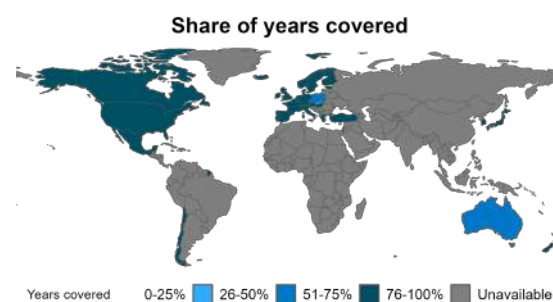 Share of years covered
Years covered 0-25% 26-50% 51-75% 76-100% Unavailable